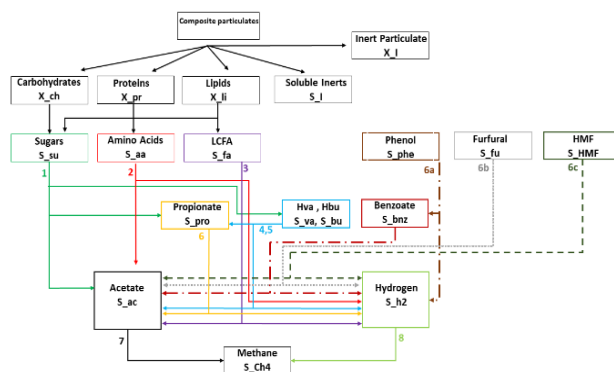 Composite particulates
Inert Particulate
X_I
Carbohydrates
X_ch
Proteins
X_pr
Lipids
X_li
Soluble Inerts
S_I
Sugars
S_su
Amino Acids
S_aa
LCFA
S_fa
Phenol
S_phe
Furfural
S_fu
HMF
S_HMF
1
2
3
6a
6b
6c
Propionate
S_pro
Hva , Hbu
S_va, S_bu
Benzoate
S_bnz
6
4,5
Acetate
S_ac
Hydrogen
S_h2
7
8
Methane
S_Ch4